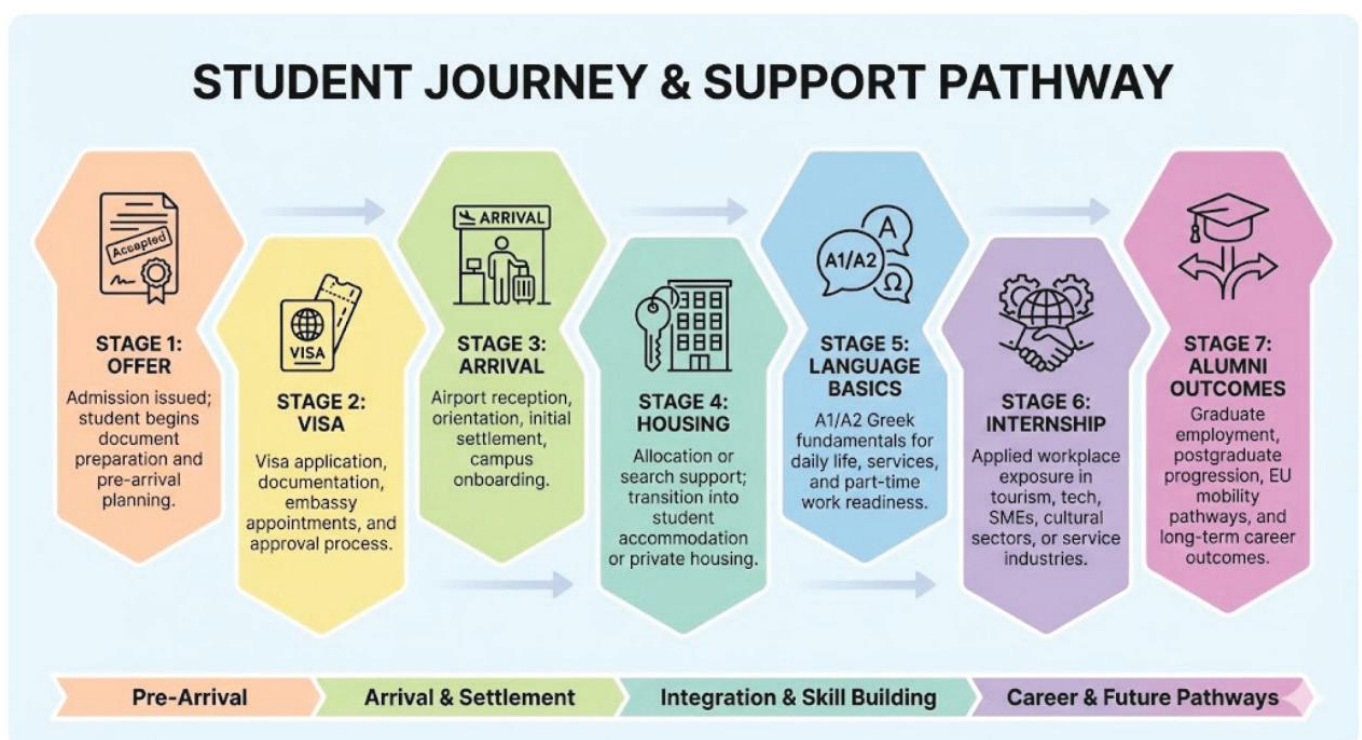 STUDENT JOURNEY & SUPPORT PATHWAY
Accepted
STAGE 1:
OFFER
Admission issued;
student begins
document
preparation and
pre-arrival
planning.
VISA
STAGE 2:
VISA
Visa application,
documentation,
embassy
appointments, and
approval process.
ARRIVAL
STAGE 3:
ARRIVAL
Airport reception,
orientation, initial
settlement,
campus
onboarding.
STAGE 4:
HOUSING
Allocation or
search support;
transition into
student
accommodation
or private housing.
A
A1/A2
Ω
STAGE 5:
LANGUAGE
BASICS
A1/A2 Greek
fundamentals for
daily life, services,
and part-time
work readiness.
STAGE 6:
INTERNSHIP
Applied workplace
exposure in
tourism, tech,
SMEs, cultural
sectors, or service
industries.
STAGE 7:
ALUMNI
OUTCOMES
Graduate
employment,
postgraduate
progression, EU
mobility
pathways, and
long-term career
outcomes.
Pre-Arrival
Arrival & Settlement
Integration & Skill Building
Career & Future Pathways